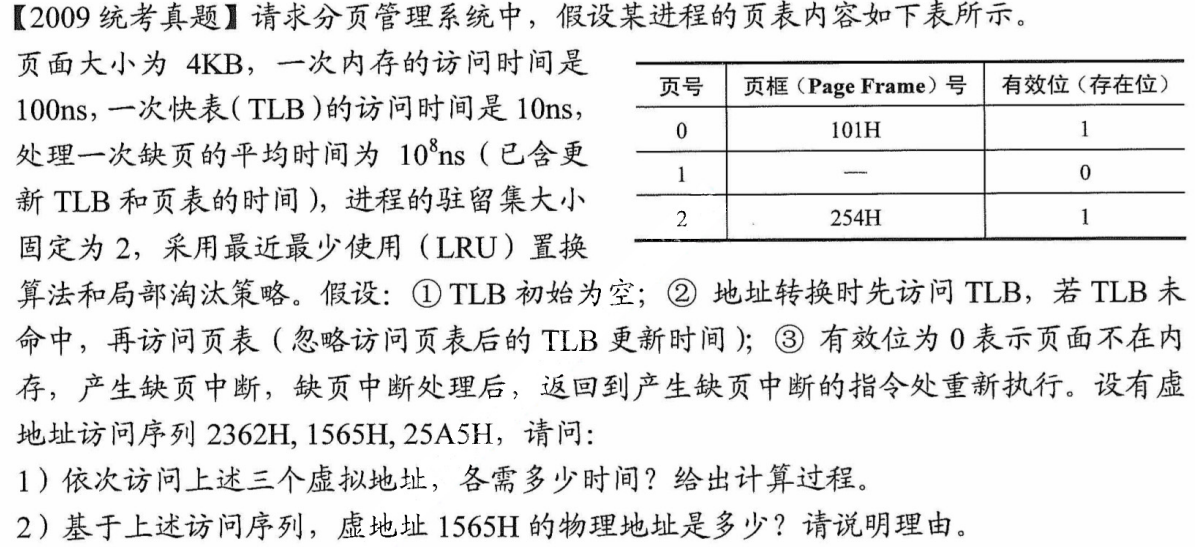 【2009 统考真题】请求分页管理系统中，假设某进程的页表内容如下表所示。
页面大小为 4KB，一次内存的访问时间是
100ns，一次快表（TLB）的访问时间是 10ns，
处理一次缺页的平均时间为 10⁸ns（已含更
新 TLB 和页表的时间），进程的驻留集大小
固定为 2，采用最近最少使用（LRU）置换
页号 页框（Page Frame）号 有效位（存在位）
0 101H 1
1 — 0
2 254H 1
算法和局部淘汰策略。假设：① TLB 初始为空；② 地址转换时先访问 TLB，若 TLB 未
命中，再访问页表（忽略访问页表后的 TLB 更新时间）；③ 有效位为 0 表示页面不在内
存，产生缺页中断，缺页中断处理后，返回到产生缺页中断的指令处重新执行。设有虚
地址访问序列 2362H, 1565H, 25A5H，请问：
1）依次访问上述三个虚拟地址，各需多少时间？给出计算过程。
2）基于上述访问序列，虚地址 1565H 的物理地址是多少？请说明理由。